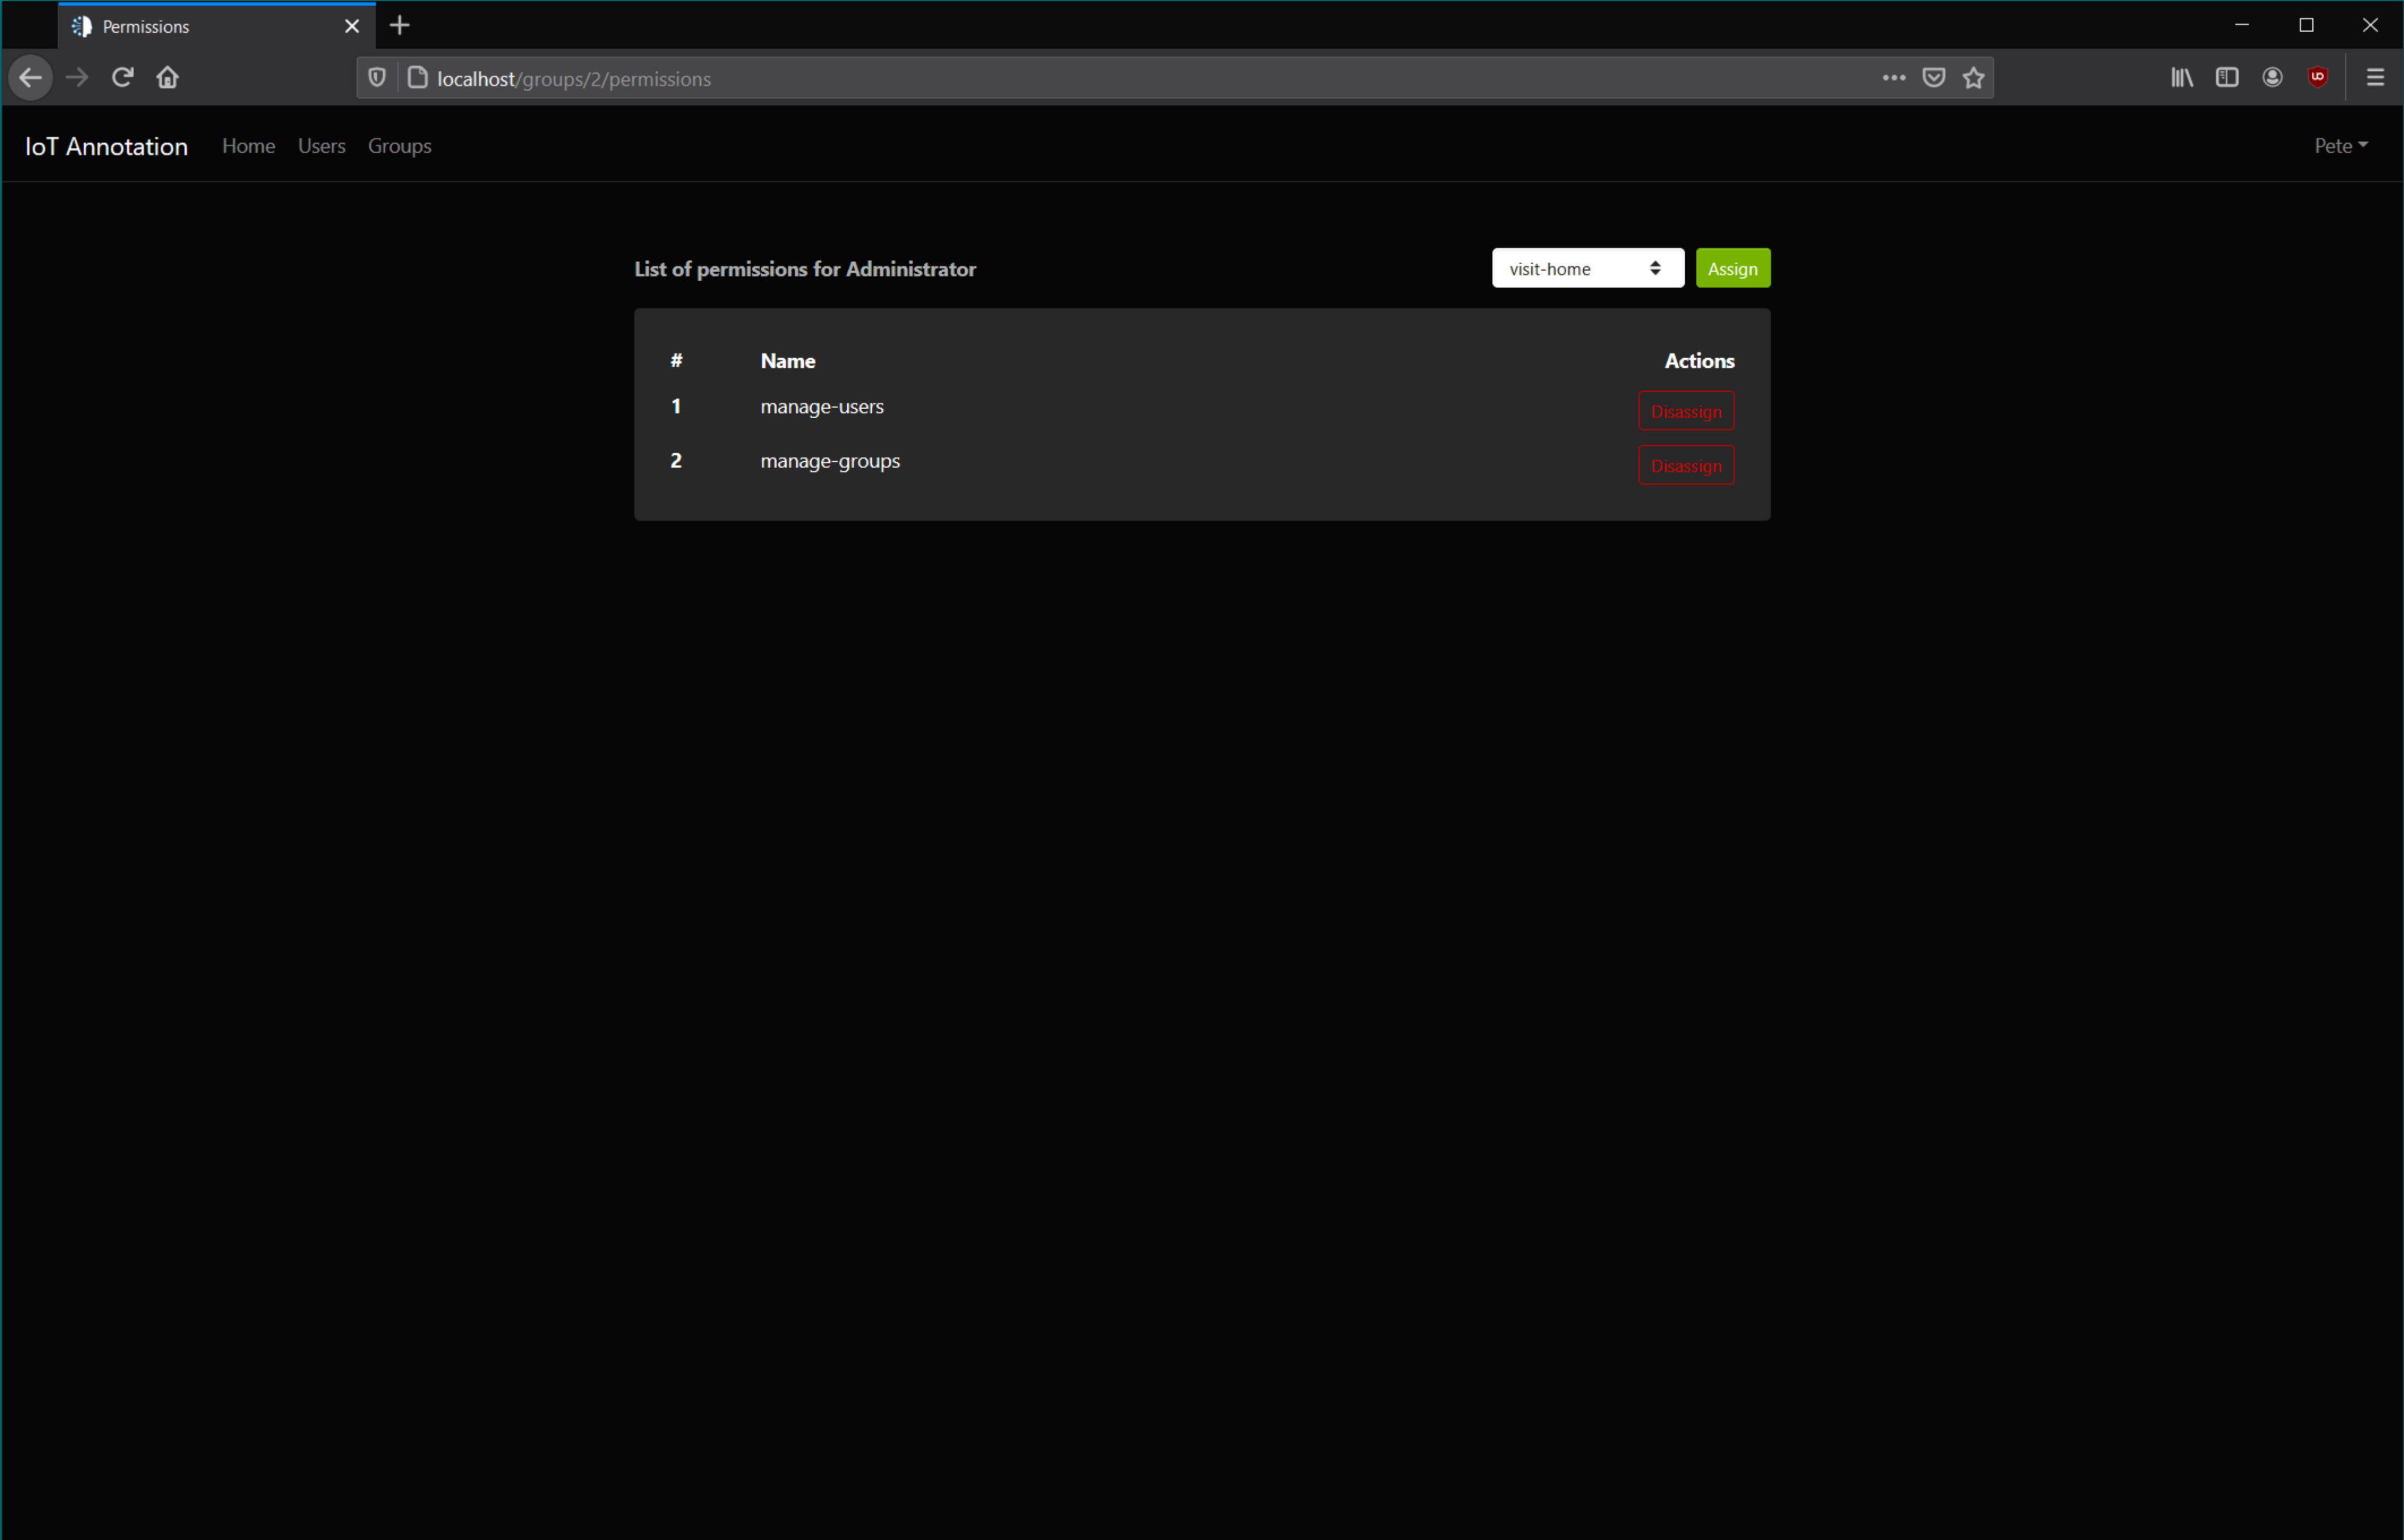 Permissions
localhost/groups/2/permissions
IoT Annotation Home Users Groups Pete
List of permissions for Administrator visit-home Assign
# Name Actions
1 manage-users Disassign
2 manage-groups Disassign